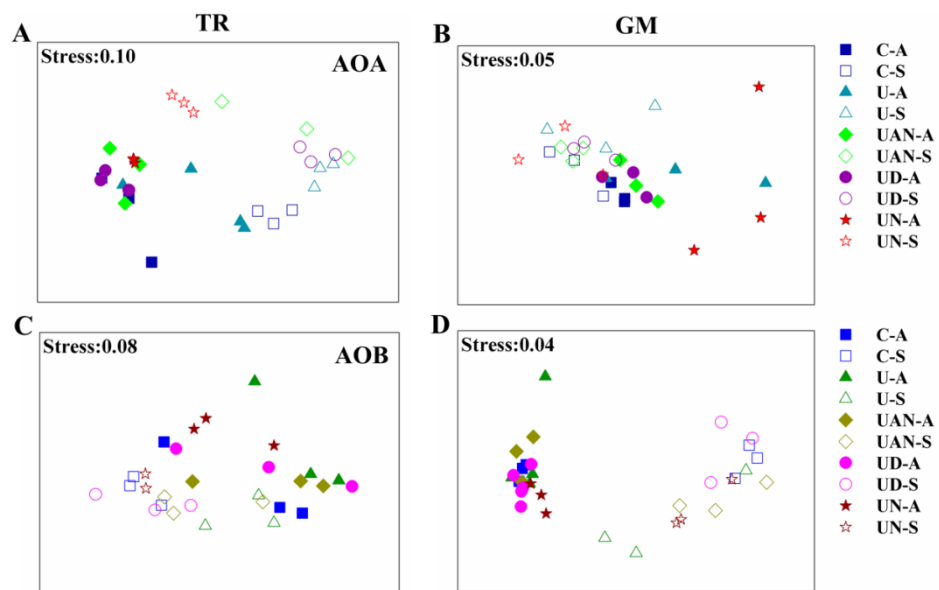 TR
GM
A
Stress:0.10
AOA
B
Stress:0.05
C-A
C-S
U-A
U-S
UAN-A
UAN-S
UD-A
UD-S
UN-A
UN-S
C
Stress:0.08
AOB
D
Stress:0.04
C-A
C-S
U-A
U-S
UAN-A
UAN-S
UD-A
UD-S
UN-A
UN-S